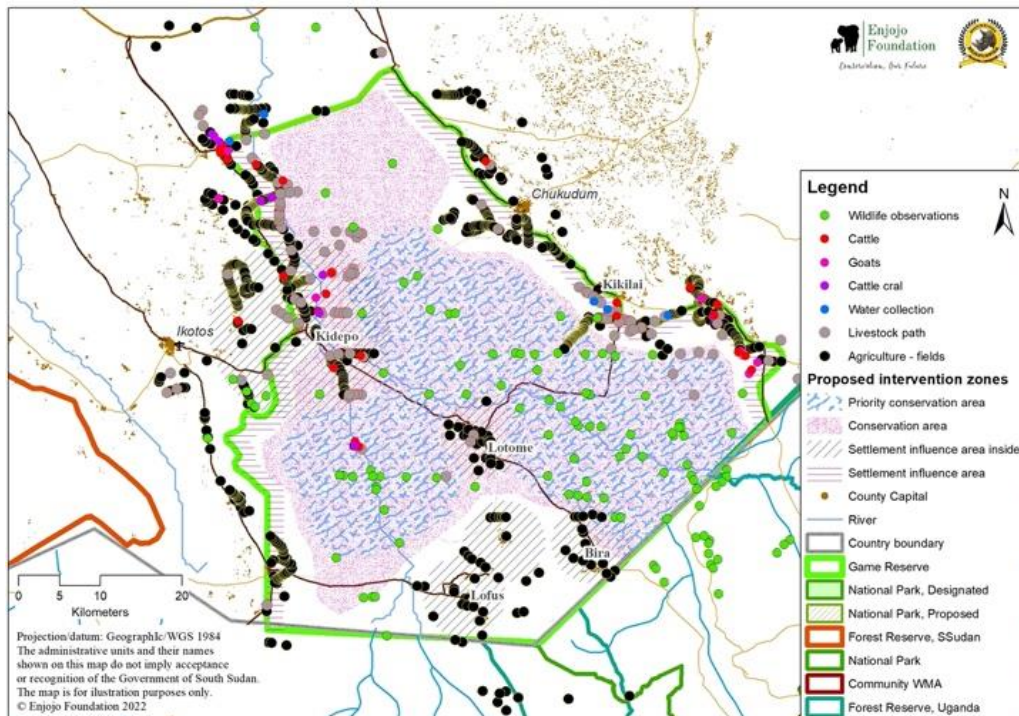 Enjojo
Foundation
Conservation, Our Future
Chukudum
Kikilai
Ikotos
Kidepo
Lotome
Bira
Lofus
Legend
N
Wildlife observations
Cattle
Goats
Cattle cral
Water collection
Livestock path
Agriculture - fields
Proposed intervention zones
Priority conservation area
Conservation area
Settlement influence area inside
Settlement influence area
County Capital
River
Country boundary
Game Reserve
National Park, Designated
National Park, Proposed
Forest Reserve, SSudan
National Park
Community WMA
Forest Reserve, Uganda
0 5 10 20
Kilometers
Projection/datum: Geographic/WGS 1984
The administrative units and their names
shown on this map do not imply acceptance
or recognition of the Government of South Sudan.
The map is for ilustration purposes only.
© Enjojo Foundation 2022